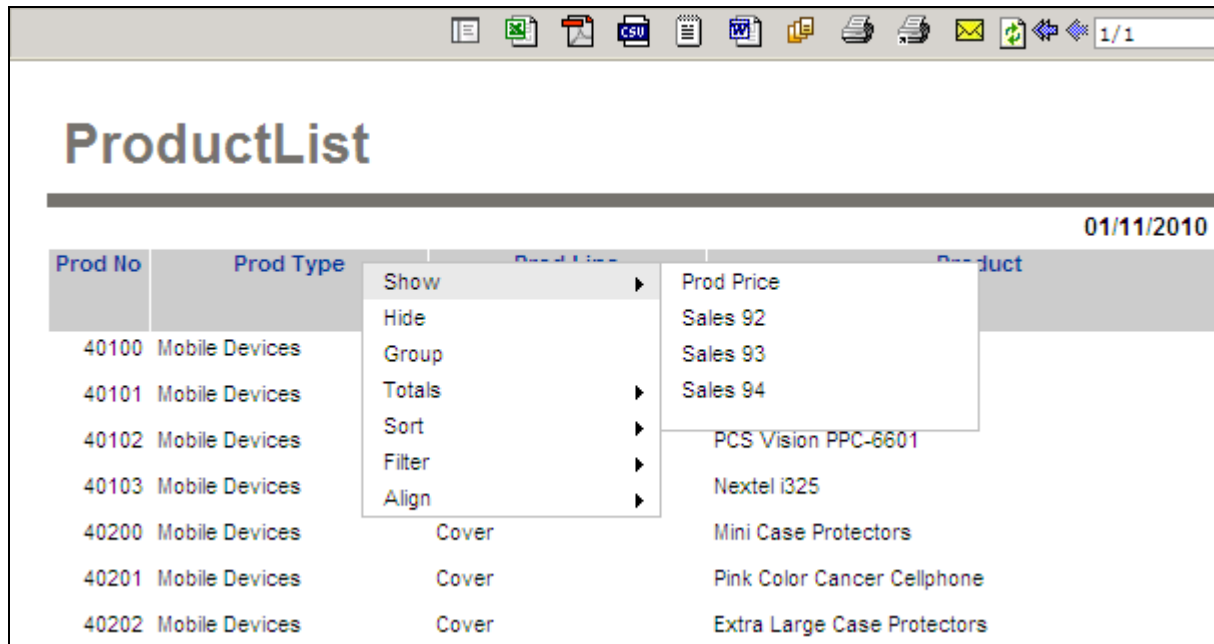 CSV 1/1
ProductList
01/11/2010
Prod No Prod Type Product
Show Prod Price
Hide Sales 92
40100 Mobile Devices Group Sales 93
40101 Mobile Devices Totals Sales 94
40102 Mobile Devices Sort PCS Vision PPC-6601
Filter
40103 Mobile Devices Nextel i325
Align
40200 Mobile Devices Cover Mini Case Protectors
40201 Mobile Devices Cover Pink Color Cancer Cellphone
40202 Mobile Devices Cover Extra Large Case Protectors